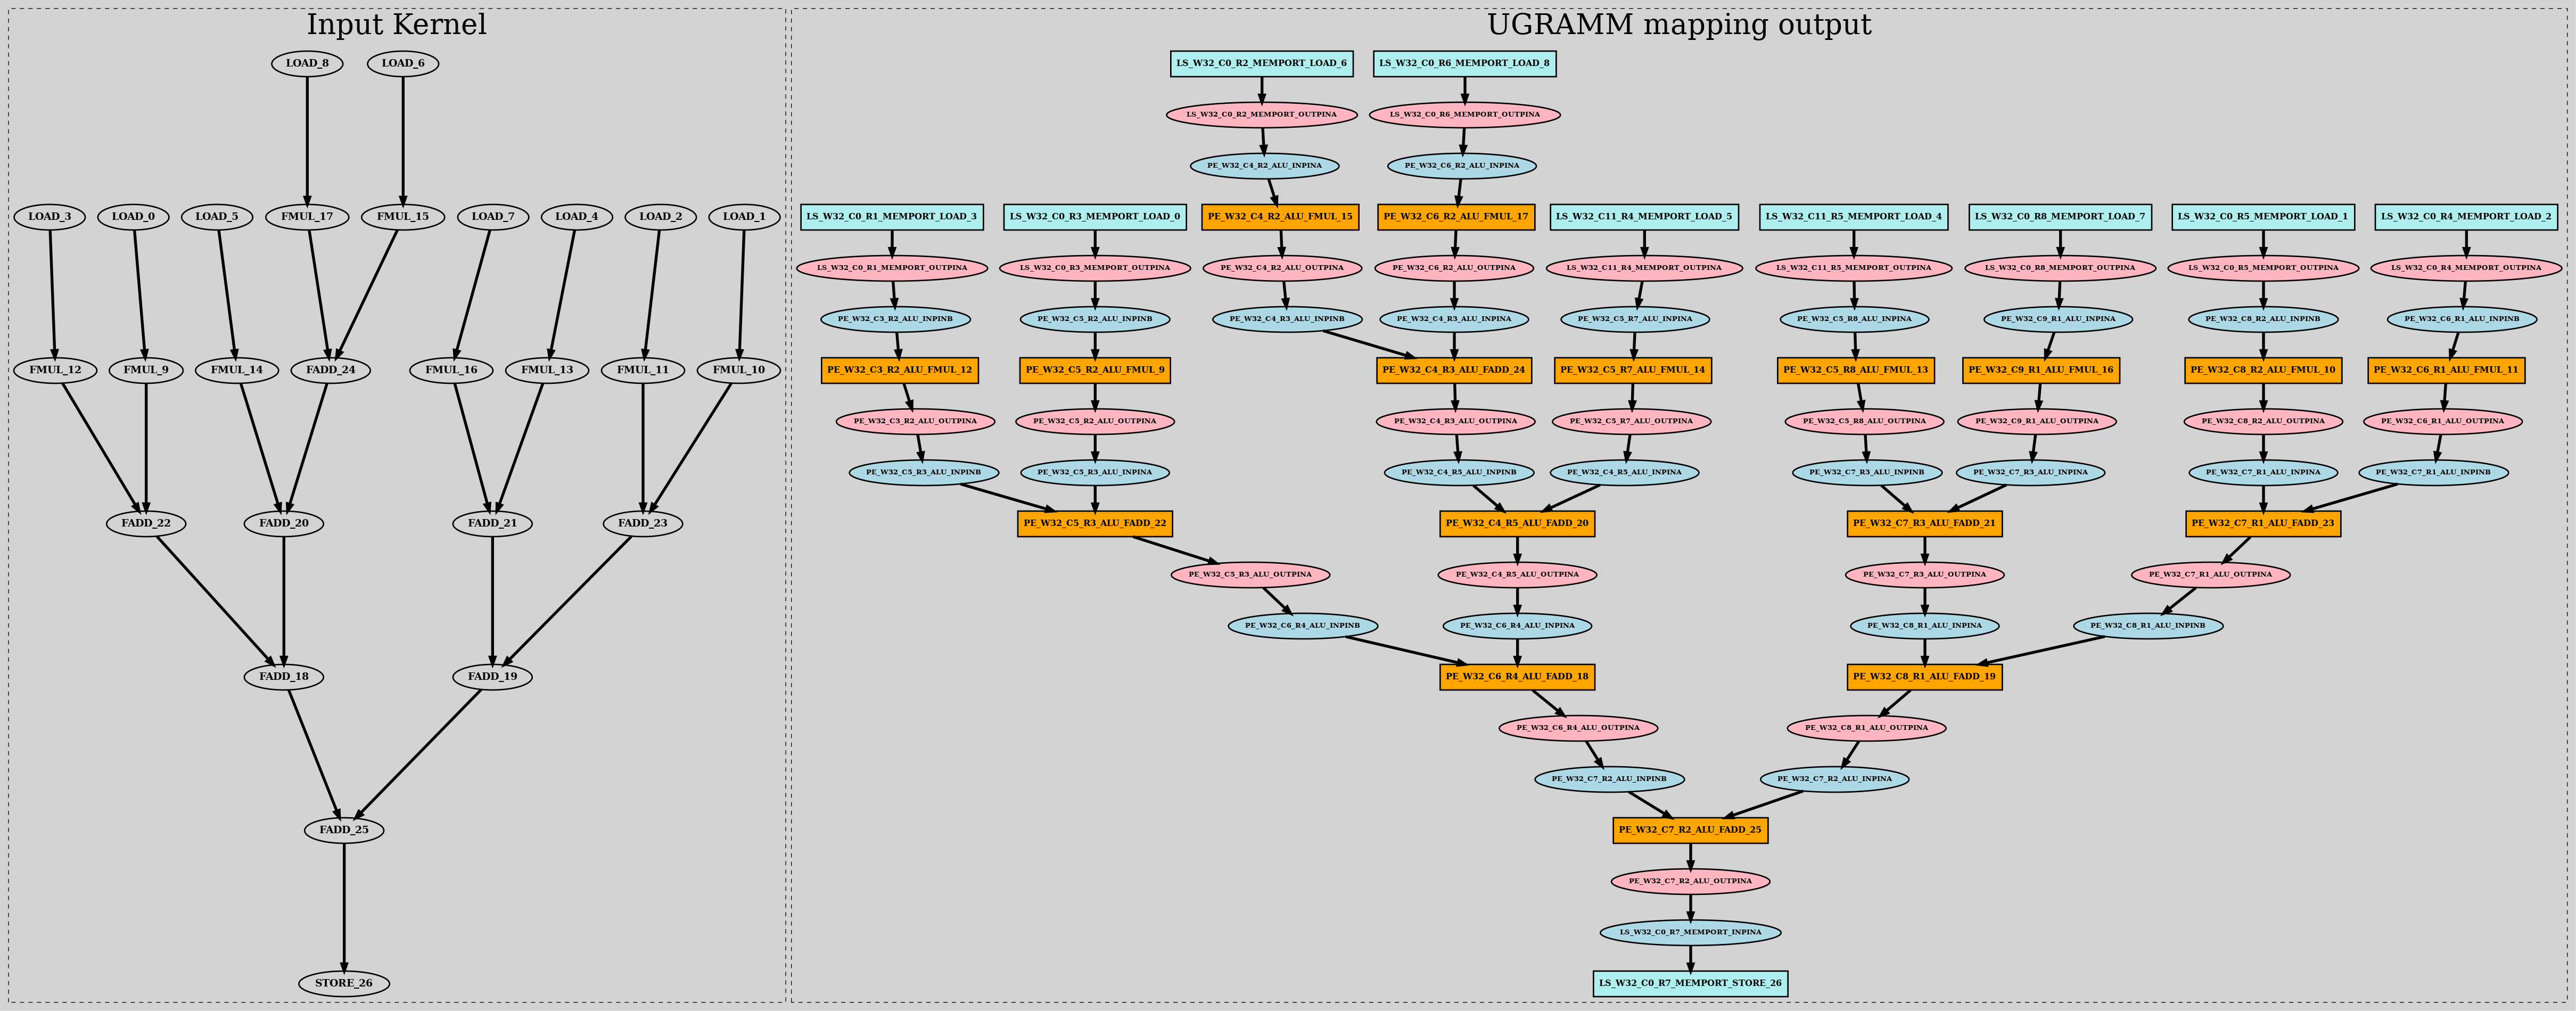 Input Kernel
LOAD_8
LOAD_6
LOAD_3
LOAD_0
LOAD_5
FMUL_17
FMUL_15
LOAD_7
LOAD_4
LOAD_2
LOAD_1
FMUL_12
FMUL_9
FMUL_14
FADD_24
FMUL_16
FMUL_13
FMUL_11
FMUL_10
FADD_22
FADD_20
FADD_21
FADD_23
FADD_18
FADD_19
FADD_25
STORE_26
UGRAMM mapping output
LS_W32_C0_R2_MEMPORT_LOAD_6
LS_W32_C0_R6_MEMPORT_LOAD_8
LS_W32_C0_R2_MEMPORT_OUTPINA
LS_W32_C0_R6_MEMPORT_OUTPINA
PE_W32_C4_R2_ALU_INPINA
PE_W32_C6_R2_ALU_INPINA
LS_W32_C0_R1_MEMPORT_LOAD_3
LS_W32_C0_R3_MEMPORT_LOAD_0
PE_W32_C4_R2_ALU_FMUL_15
PE_W32_C6_R2_ALU_FMUL_17
LS_W32_C11_R4_MEMPORT_LOAD_5
LS_W32_C11_R5_MEMPORT_LOAD_4
LS_W32_C0_R8_MEMPORT_LOAD_7
LS_W32_C0_R5_MEMPORT_LOAD_1
LS_W32_C0_R4_MEMPORT_LOAD_2
LS_W32_C0_R1_MEMPORT_OUTPINA
LS_W32_C0_R3_MEMPORT_OUTPINA
PE_W32_C4_R2_ALU_OUTPINA
PE_W32_C6_R2_ALU_OUTPINA
LS_W32_C11_R4_MEMPORT_OUTPINA
LS_W32_C11_R5_MEMPORT_OUTPINA
LS_W32_C0_R8_MEMPORT_OUTPINA
LS_W32_C0_R5_MEMPORT_OUTPINA
LS_W32_C0_R4_MEMPORT_OUTPINA
PE_W32_C3_R2_ALU_INPINB
PE_W32_C5_R2_ALU_INPINB
PE_W32_C4_R3_ALU_INPINB
PE_W32_C4_R3_ALU_INPINA
PE_W32_C5_R7_ALU_INPINA
PE_W32_C5_R8_ALU_INPINA
PE_W32_C9_R1_ALU_INPINA
PE_W32_C8_R2_ALU_INPINB
PE_W32_C6_R1_ALU_INPINB
PE_W32_C3_R2_ALU_FMUL_12
PE_W32_C5_R2_ALU_FMUL_9
PE_W32_C4_R3_ALU_FADD_24
PE_W32_C5_R7_ALU_FMUL_14
PE_W32_C5_R8_ALU_FMUL_13
PE_W32_C9_R1_ALU_FMUL_16
PE_W32_C8_R2_ALU_FMUL_10
PE_W32_C6_R1_ALU_FMUL_11
PE_W32_C3_R2_ALU_OUTPINA
PE_W32_C5_R2_ALU_OUTPINA
PE_W32_C4_R3_ALU_OUTPINA
PE_W32_C5_R7_ALU_OUTPINA
PE_W32_C5_R8_ALU_OUTPINA
PE_W32_C9_R1_ALU_OUTPINA
PE_W32_C8_R2_ALU_OUTPINA
PE_W32_C6_R1_ALU_OUTPINA
PE_W32_C5_R3_ALU_INPINB
PE_W32_C5_R3_ALU_INPINA
PE_W32_C4_R5_ALU_INPINB
PE_W32_C4_R5_ALU_INPINA
PE_W32_C7_R3_ALU_INPINB
PE_W32_C7_R3_ALU_INPINA
PE_W32_C7_R1_ALU_INPINA
PE_W32_C7_R1_ALU_INPINB
PE_W32_C5_R3_ALU_FADD_22
PE_W32_C4_R5_ALU_FADD_20
PE_W32_C7_R3_ALU_FADD_21
PE_W32_C7_R1_ALU_FADD_23
PE_W32_C5_R3_ALU_OUTPINA
PE_W32_C4_R5_ALU_OUTPINA
PE_W32_C7_R3_ALU_OUTPINA
PE_W32_C7_R1_ALU_OUTPINA
PE_W32_C6_R4_ALU_INPINB
PE_W32_C6_R4_ALU_INPINA
PE_W32_C8_R1_ALU_INPINA
PE_W32_C8_R1_ALU_INPINB
PE_W32_C6_R4_ALU_FADD_18
PE_W32_C8_R1_ALU_FADD_19
PE_W32_C6_R4_ALU_OUTPINA
PE_W32_C8_R1_ALU_OUTPINA
PE_W32_C7_R2_ALU_INPINB
PE_W32_C7_R2_ALU_INPINA
PE_W32_C7_R2_ALU_FADD_25
PE_W32_C7_R2_ALU_OUTPINA
LS_W32_C0_R7_MEMPORT_INPINA
LS_W32_C0_R7_MEMPORT_STORE_26